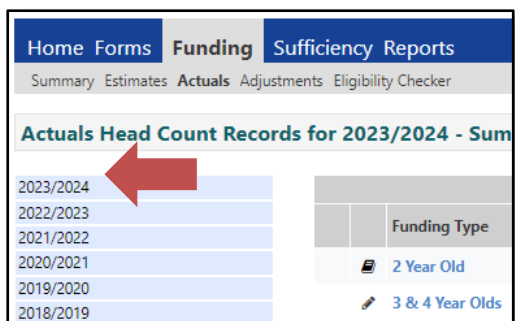 Home Forms Funding Sufficiency Reports
Summary Estimates Actuals Adjustments Eligibility Checker
Actuals Head Count Records for 2023/2024 - Sum
2023/2024
2022/2023
2021/2022
2020/2021
2019/2020
2018/2019
Funding Type
2 Year Old
3 & 4 Year Olds